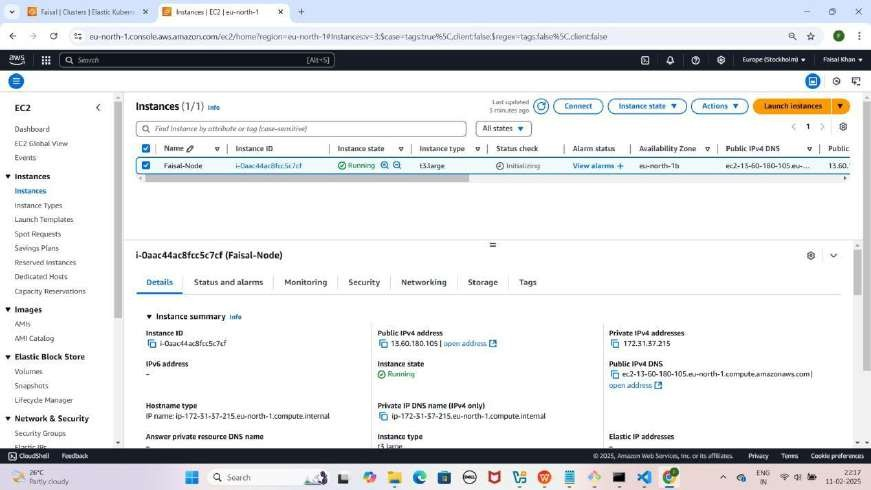 Faisal | Clusters | Elastic Kubern
Instances | EC2 | eu-north-1
eu-north-1.console.aws.amazon.com/ec2/home?region=eu-north-1#Instances:v=3;$case=tags:true%5C,client:false;$regex=tags:false%5C,client:false
aws
Search [Alt+S]
Europe (Stockholm)
Faisal Khan
EC2
Dashboard
EC2 Global View
Events
Instances
Instances
Instance Types
Launch Templates
Spot Requests
Savings Plans
Reserved Instances
Dedicated Hosts
Capacity Reservations
Images
AMIs
AMI Catalog
Elastic Block Store
Volumes
Snapshots
Lifecycle Manager
Network & Security
Security Groups
Elastic IPs
Instances (1/1) Info
Last updated
3 minutes ago
Connect
Instance state
Actions
Launch instances
Find Instance by attribute or tag (case-sensitive)
All states
1
Name Instance ID Instance state Instance type Status check Alarm status Availability Zone Public IPv4 DNS Public
Faisal-Node i-0aac44ac8fcc5c7cf Running t3.large Initializing View alarms + eu-north-1b ec2-13-60-180-105.eu-... 13.60.
i-0aac44ac8fcc5c7cf (Faisal-Node)
Details Status and alarms Monitoring Security Networking Storage Tags
Instance summary Info
Instance ID
i-0aac44ac8fcc5c7cf
Public IPv4 address
13.60.180.105 | open address
Private IPv4 addresses
172.31.37.215
IPv6 address
–
Instance state
Running
Public IPv4 DNS
ec2-13-60-180-105.eu-north-1.compute.amazonaws.com |
open address
Hostname type
IP name: ip-172-31-37-215.eu-north-1.compute.internal
Private IP DNS name (IPv4 only)
ip-172-31-37-215.eu-north-1.compute.internal
Answer private resource DNS name
–
Instance type
t3.large
Elastic IP addresses
–
CloudShell Feedback
© 2025, Amazon Web Services, Inc. or its affiliates. Privacy Terms Cookie preferences
26°C
Partly cloudy
Search
ENG
IN
22:17
11-02-2025